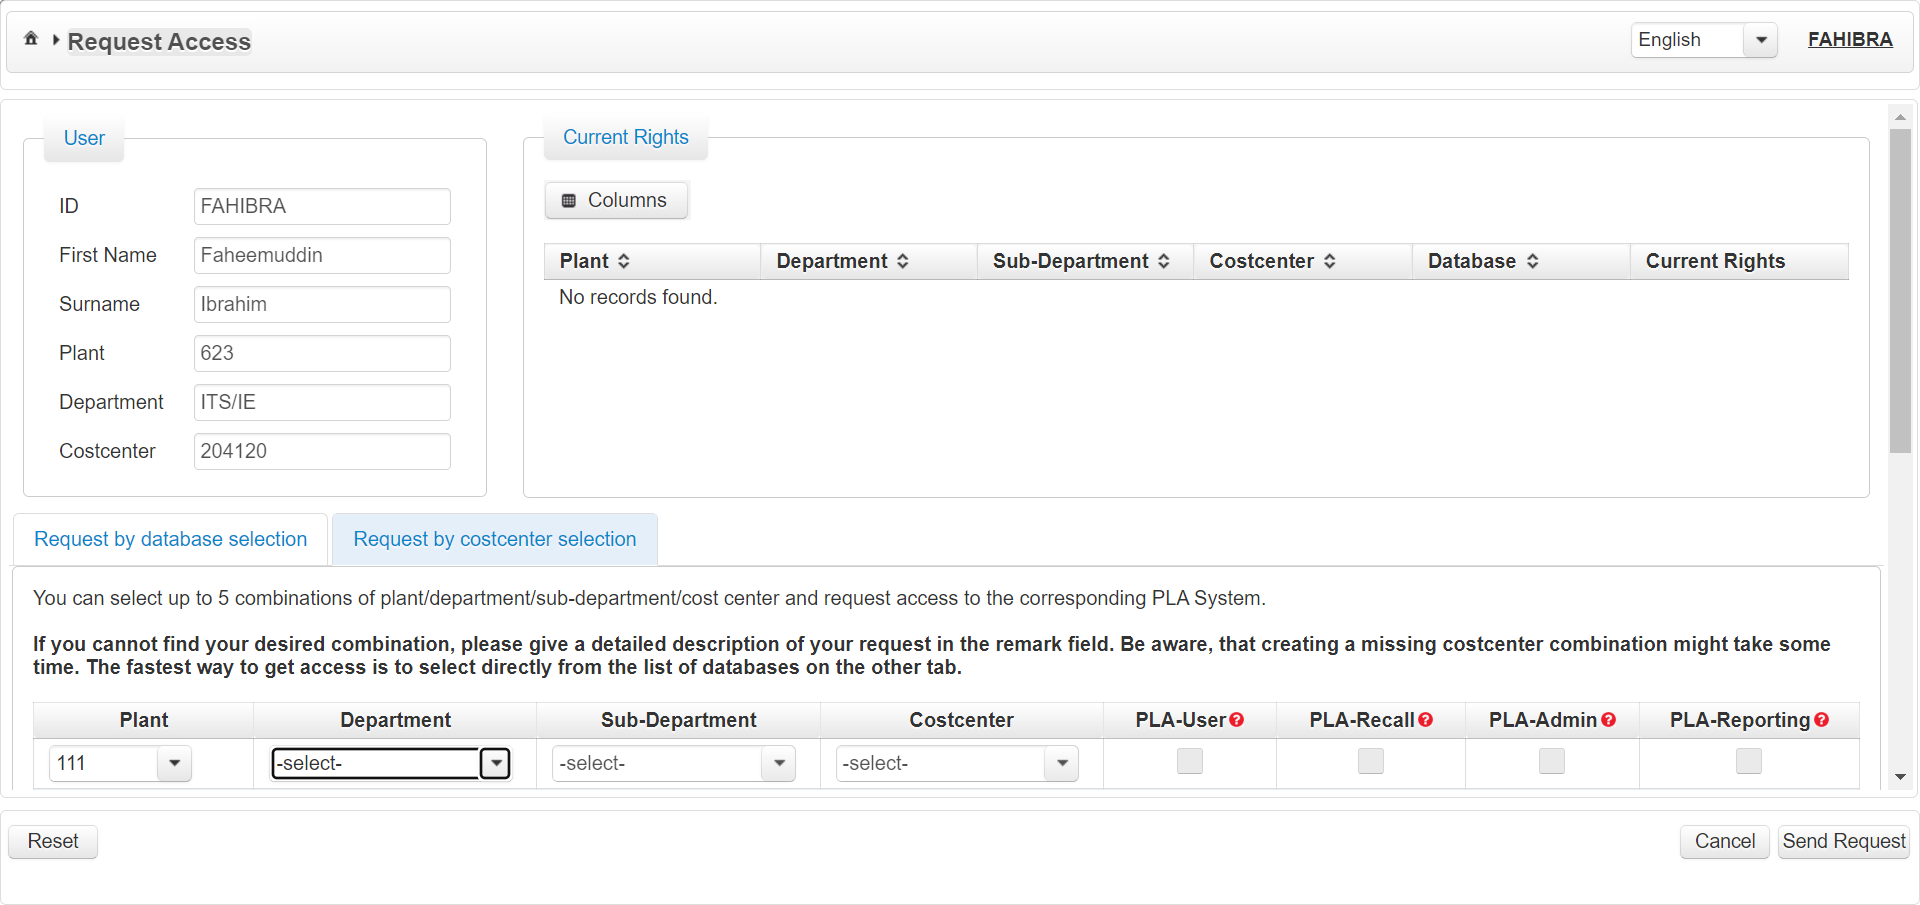 Request Access
English
FAHIBRA
User
ID FAHIBRA
First Name Faheemuddin
Surname Ibrahim
Plant 623
Department ITS/IE
Costcenter 204120
Current Rights
Columns
Plant Department Sub-Department Costcenter Database Current Rights
No records found.
Request by database selection Request by costcenter selection
You can select up to 5 combinations of plant/department/sub-department/cost center and request access to the corresponding PLA System.
If you cannot find your desired combination, please give a detailed description of your request in the remark field. Be aware, that creating a missing costcenter combination might take some
time. The fastest way to get access is to select directly from the list of databases on the other tab.
Plant Department Sub-Department Costcenter PLA-User? PLA-Recall? PLA-Admin? PLA-Reporting?
111 -select- -select- -select-
Reset Cancel Send Request